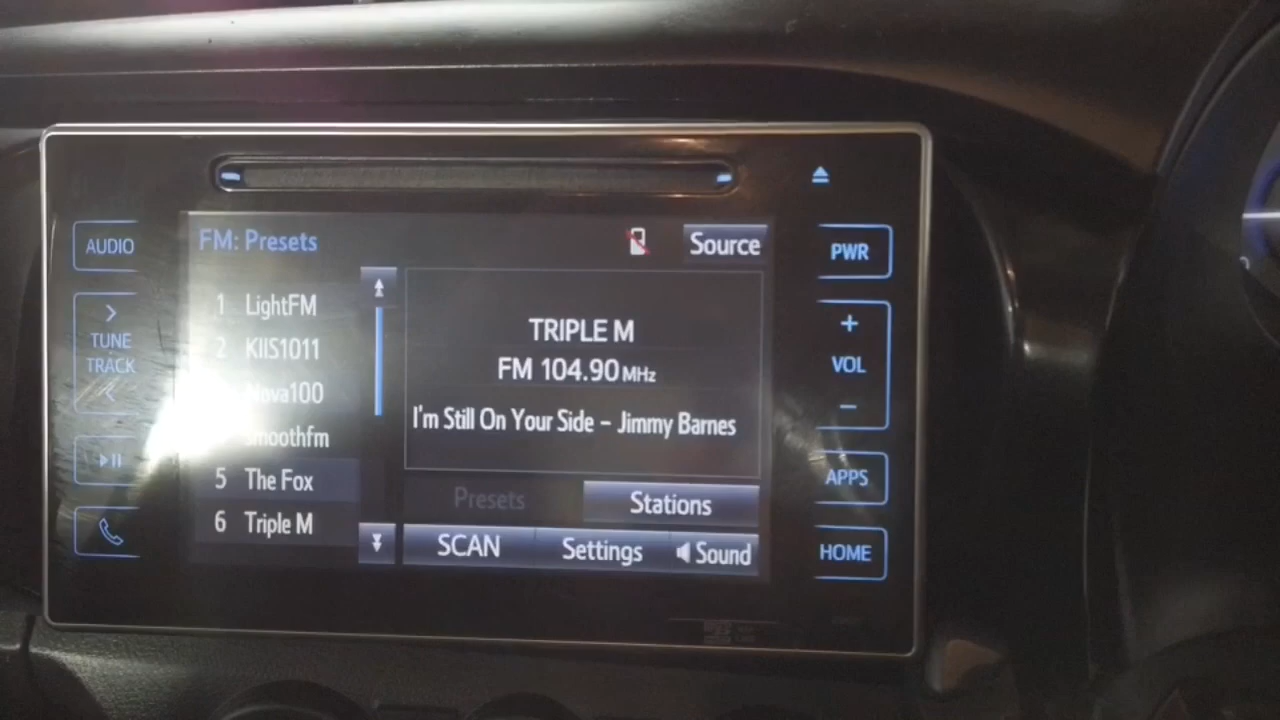 FM: Presets
Source
AUDIO
PWR
1 LightFM
2 KIIS1011
Nova100
smoothfm
5 The Fox
6 Triple M
TUNE
TRACK
TRIPLE M
FM 104.90 MHz
I'm Still On Your Side - Jimmy Barnes
+
VOL
-
Presets
Stations
SCAN
Settings
Sound
APPS
HOME